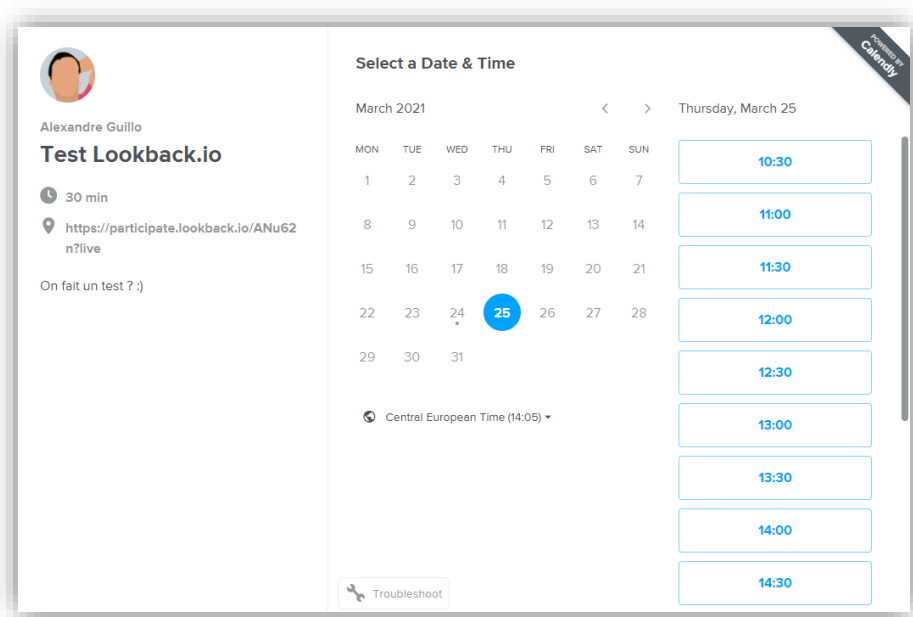 POWERED BY
Calendly
Alexandre Guillo
Test Lookback.io
30 min
https://participate.lookback.io/ANu62
n?live
On fait un test ? :)
Select a Date & Time
March 2021
MON TUE WED THU FRI SAT SUN
1 2 3 4 5 6 7
8 9 10 11 12 13 14
15 16 17 18 19 20 21
22 23 24 25 26 27 28
29 30 31
Central European Time (14:05)
Troubleshoot
Thursday, March 25
10:30
11:00
11:30
12:00
12:30
13:00
13:30
14:00
14:30